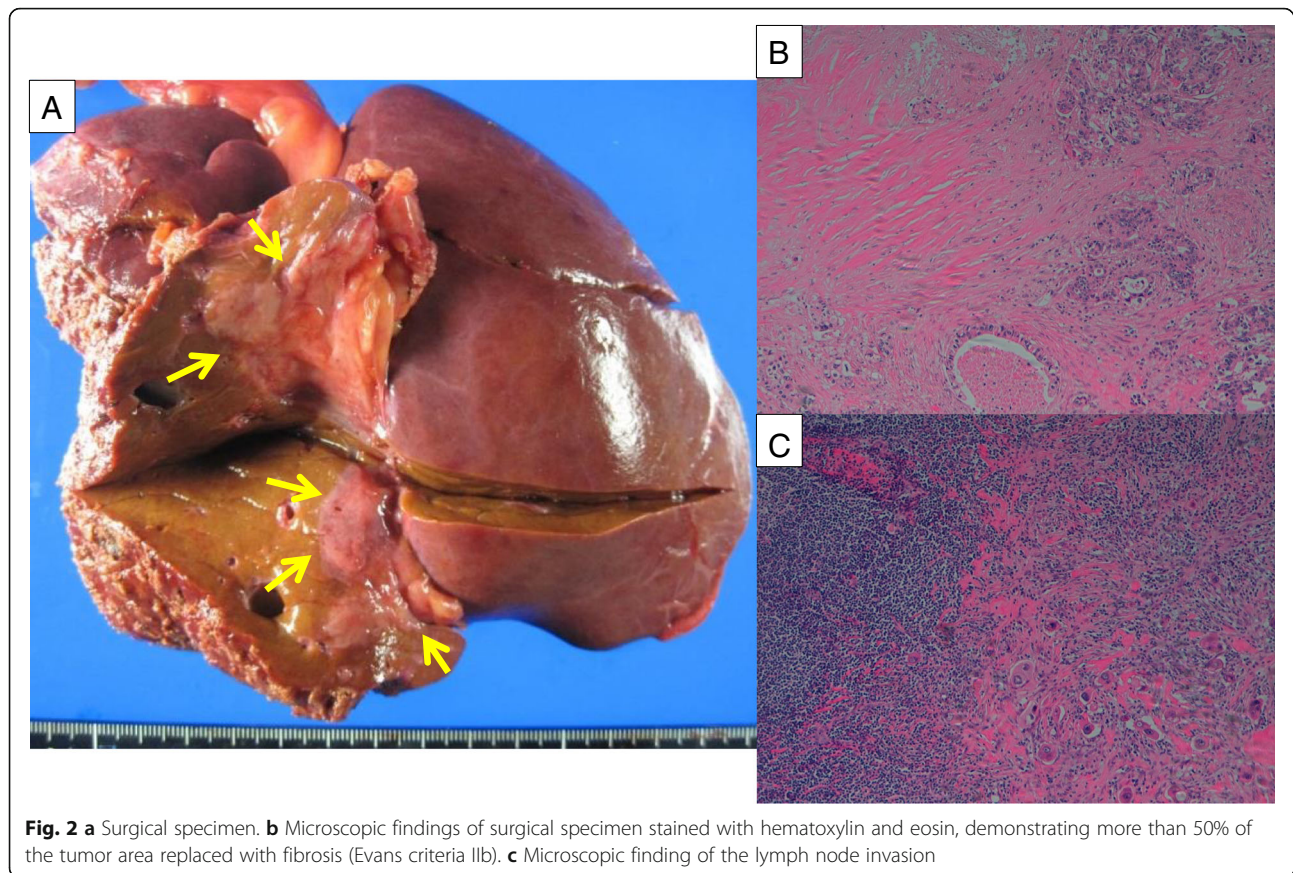 A
B
C
Fig. 2 a Surgical specimen. b Microscopic findings of surgical specimen stained with hematoxylin and eosin, demonstrating more than 50% of
the tumor area replaced with fibrosis (Evans criteria IIb). c Microscopic finding of the lymph node invasion